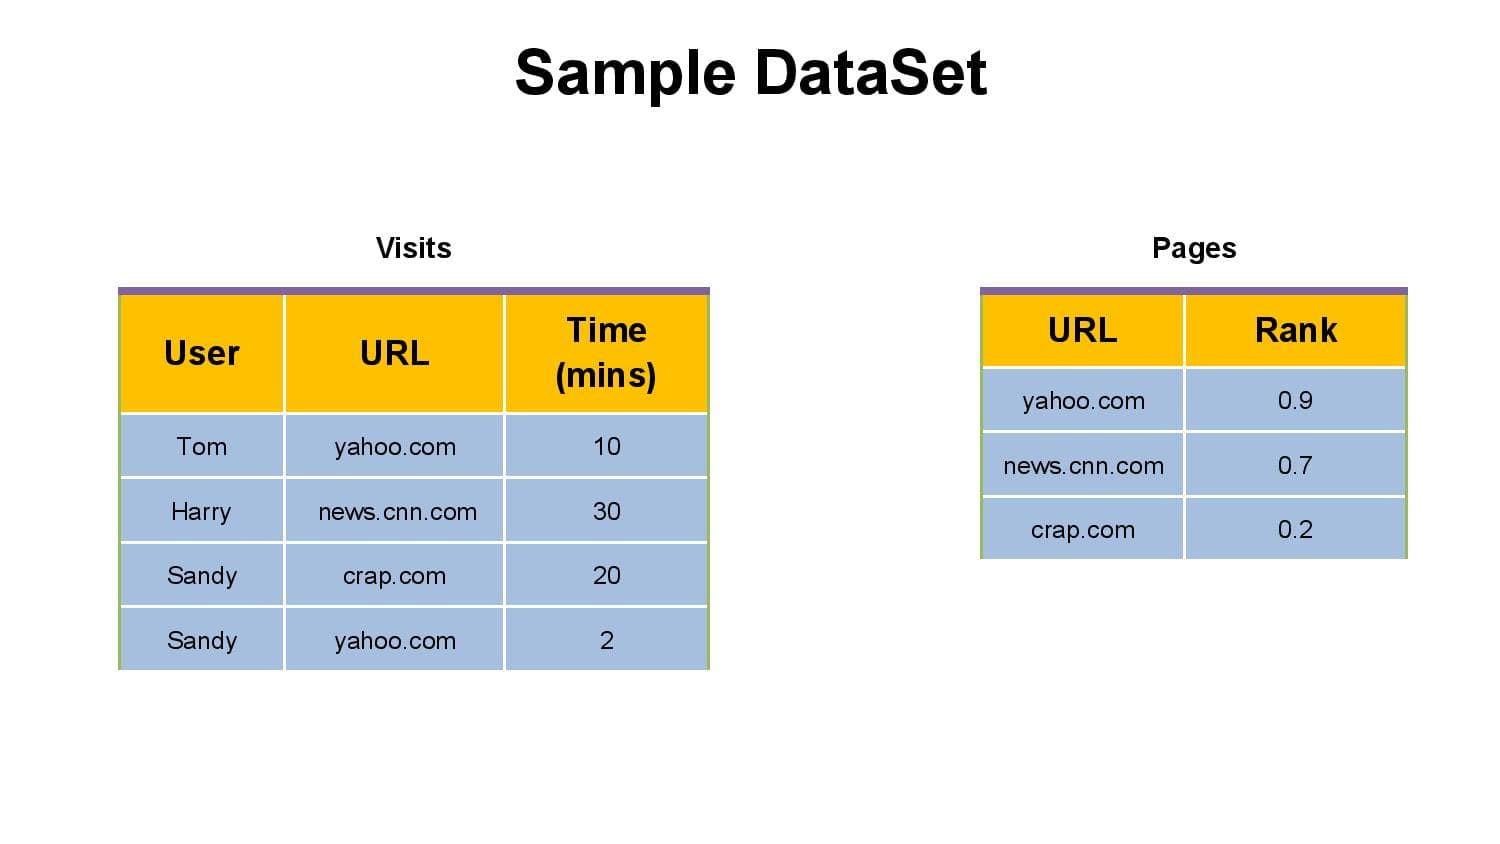 Sample DataSet
Visits
User URL Time (mins)
Tom yahoo.com 10
Harry news.cnn.com 30
Sandy crap.com 20
Sandy yahoo.com 2
Pages
URL Rank
yahoo.com 0.9
news.cnn.com 0.7
crap.com 0.2